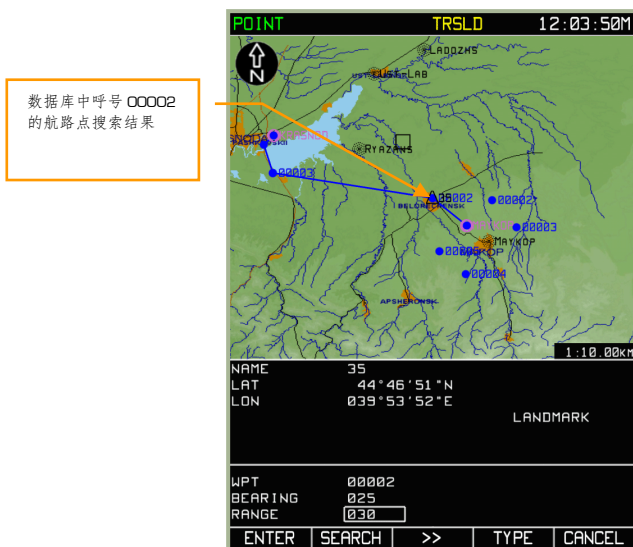 POINT TRSLD 12:03:50M
N
LADOZHS
UST-LAB
数据库中呼号 00002
的航路点搜索结果
RYAZANS
00003
00002
00002
BELORECHENSK
00003
MAYKOP
00004
APSHERONSK
1:10.00KM
NAME 35
LAT 44°46'51"N
LON 039°53'52"E
LANDMARK
WPT 00002
BEARING 025
RANGE 030
ENTER SEARCH >> TYPE CANCEL